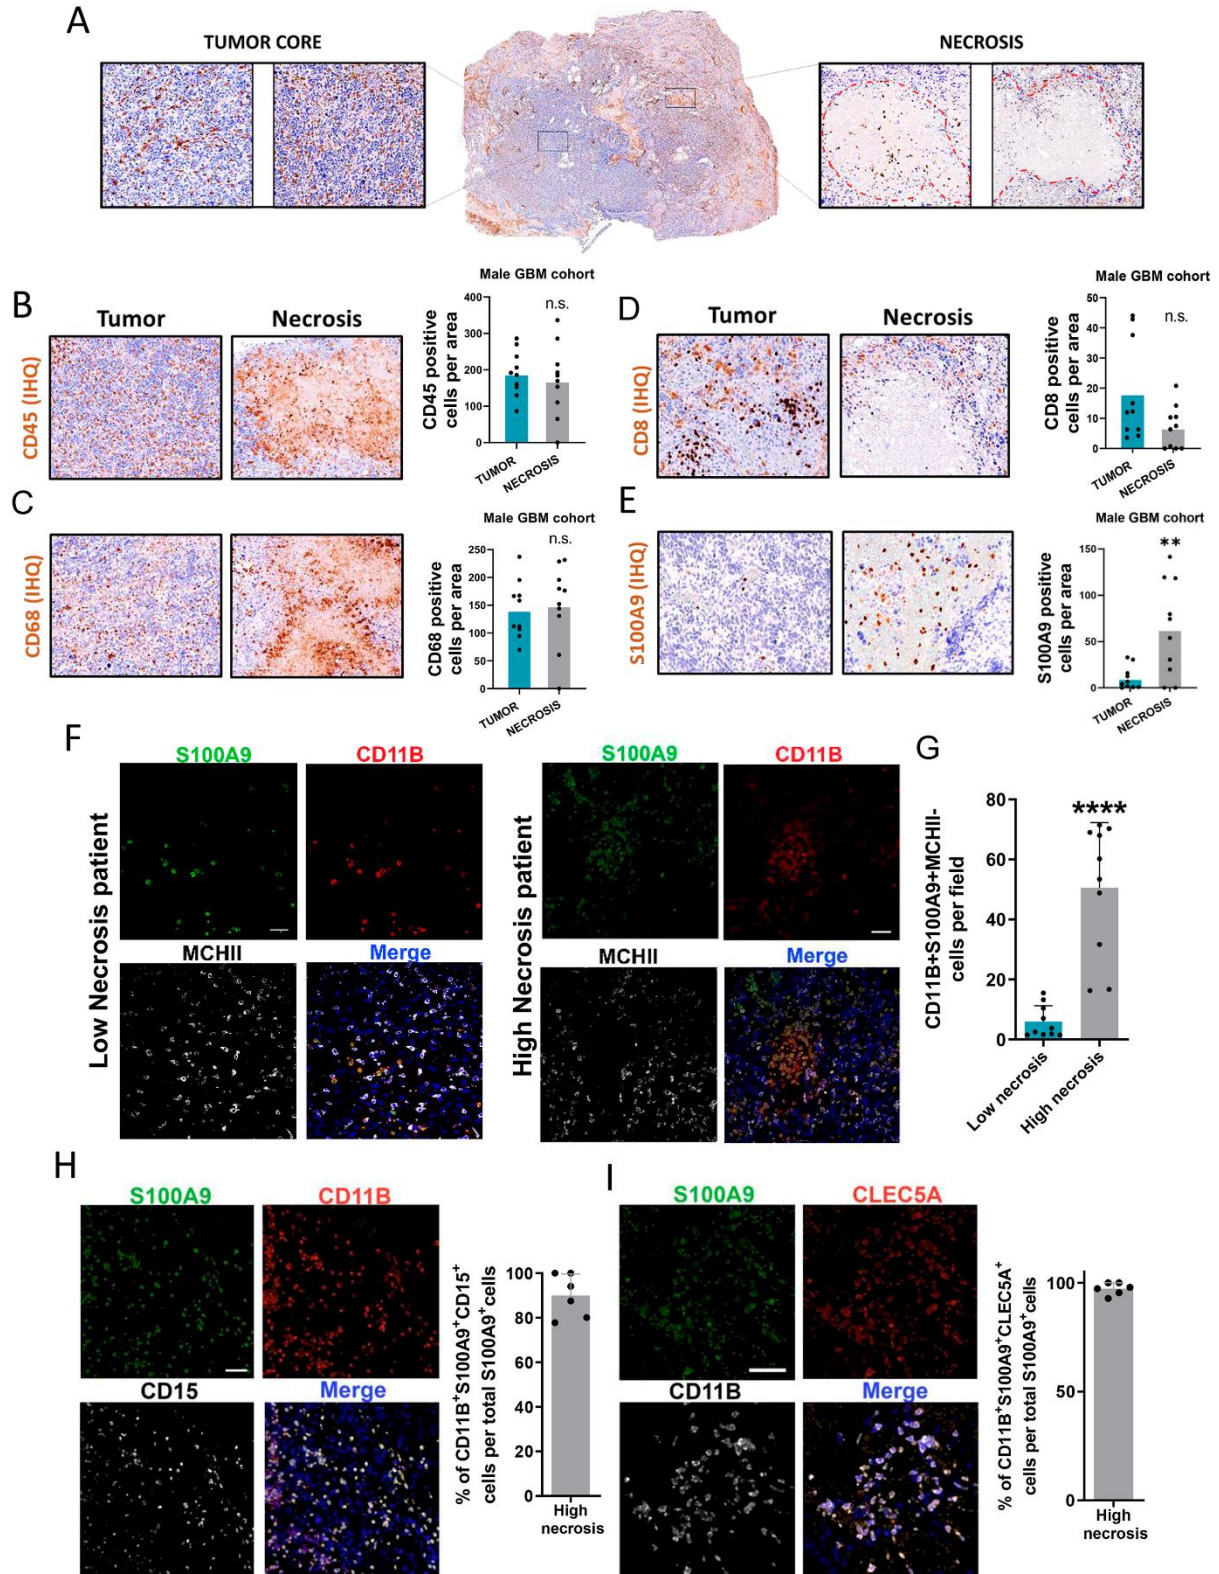 A
TUMOR CORE
NECROSIS
B
Tumor
Necrosis
CD45 (IHQ)
Male GBM cohort
n.s.
CD45 positive
cells per area
400
300
200
100
0
TUMOR
NECROSIS
D
Tumor
Necrosis
CD8 (IHQ)
Male GBM cohort
n.s.
CD8 positive
cells per area
50
40
30
20
10
0
TUMOR
NECROSIS
C
CD68 (IHQ)
Male GBM cohort
n.s.
CD68 positive
cells per area
250
200
150
100
50
0
TUMOR
NECROSIS
E
S100A9 (IHQ)
Male GBM cohort
**
S100A9 positive
cells per area
150
100
50
0
TUMOR
NECROSIS
F
Low Necrosis patient
S100A9
CD11B
MCHII
Merge
High Necrosis patient
S100A9
CD11B
MCHII
Merge
G
CD11B+S100A9+MCHII-
cells per field
80
60
40
20
0
****
Low necrosis
High necrosis
H
S100A9
CD11B
CD15
Merge
% of CD11B⁺S100A9⁺CD15⁺
cells per total S100A9⁺cells
100
80
60
40
20
0
High
necrosis
I
S100A9
CLEC5A
CD11B
Merge
% of CD11B⁺S100A9⁺CLEC5A⁺
cells per total S100A9⁺cells
100
50
0
High
necrosis